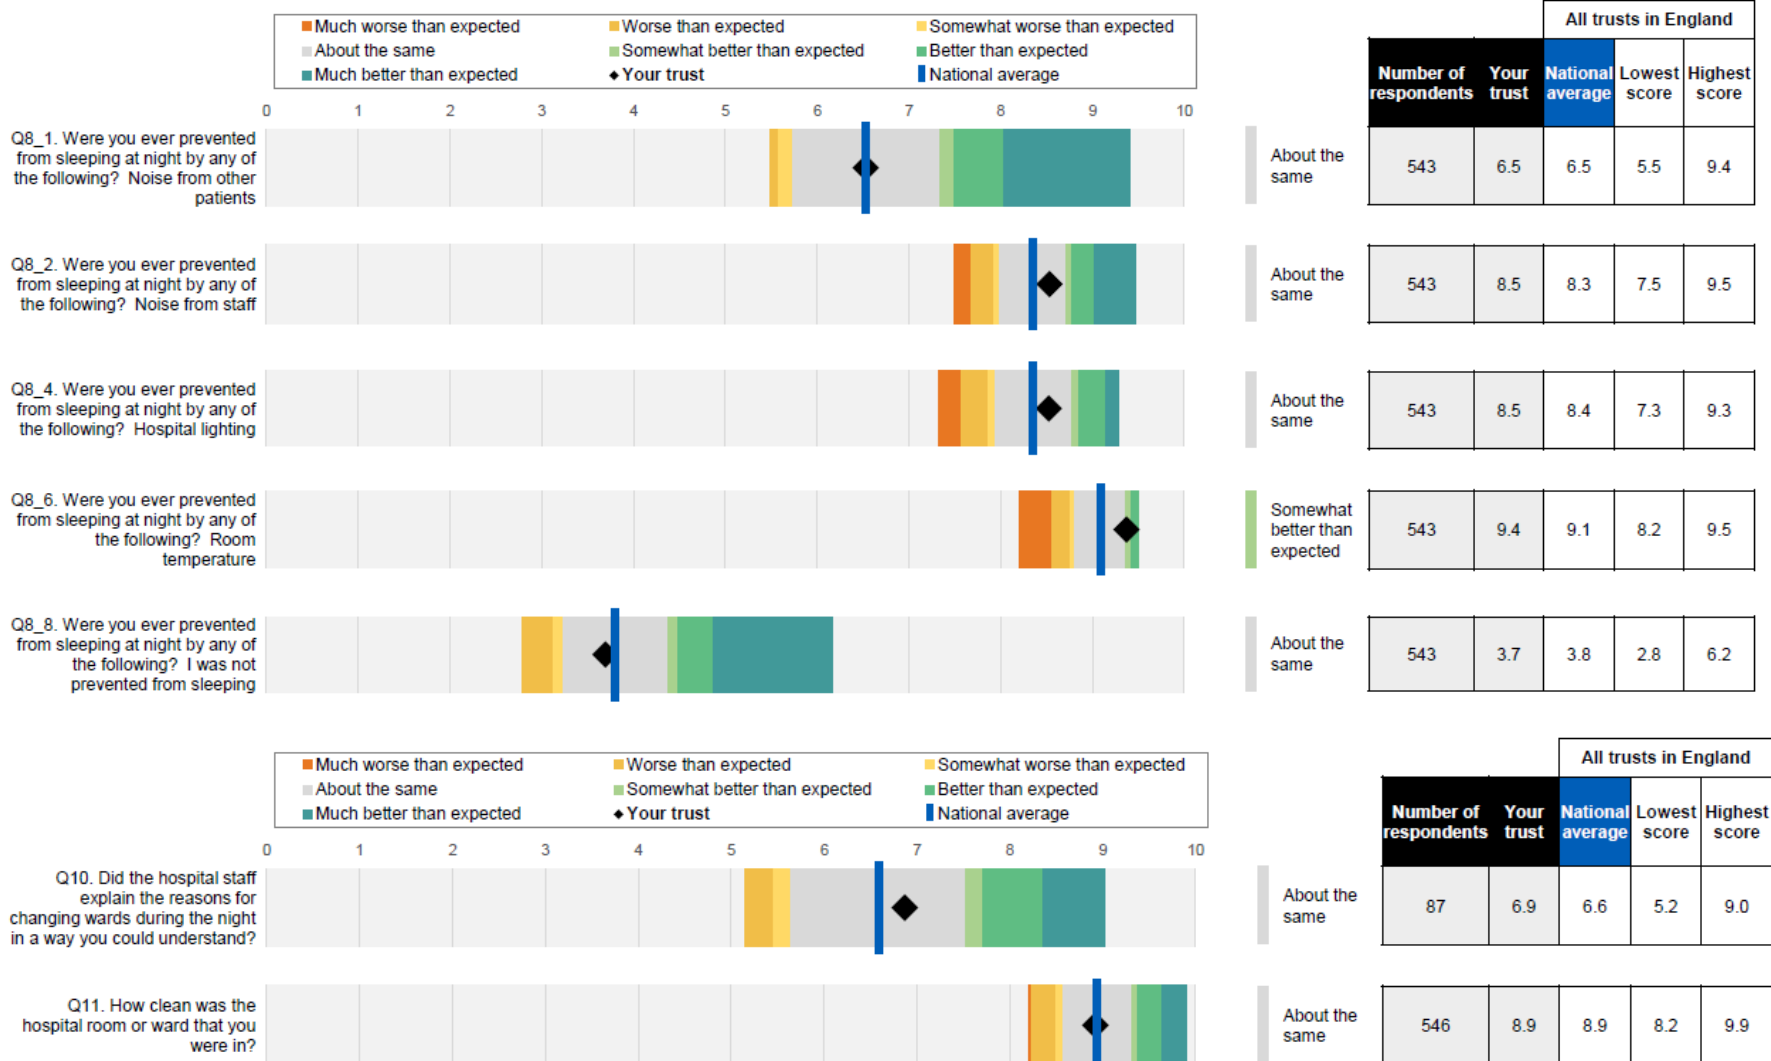 Much worse than expected
Worse than expected
Somewhat worse than expected
About the same
Somewhat better than expected
Better than expected
Much better than expected
Your trust
National average
All trusts in England
Number of respondents
Your trust
National average
Lowest score
Highest score
0 1 2 3 4 5 6 7 8 9 10
Q8_1. Were you ever prevented
from sleeping at night by any of
the following? Noise from other
patients
About the
same
543 6.5 6.5 5.5 9.4
Q8_2. Were you ever prevented
from sleeping at night by any of
the following? Noise from staff
About the
same
543 8.5 8.3 7.5 9.5
Q8_4. Were you ever prevented
from sleeping at night by any of
the following? Hospital lighting
About the
same
543 8.5 8.4 7.3 9.3
Q8_6. Were you ever prevented
from sleeping at night by any of
the following? Room
temperature
Somewhat
better than
expected
543 9.4 9.1 8.2 9.5
Q8_8. Were you ever prevented
from sleeping at night by any of
the following? I was not
prevented from sleeping
About the
same
543 3.7 3.8 2.8 6.2
Much worse than expected
Worse than expected
Somewhat worse than expected
About the same
Somewhat better than expected
Better than expected
Much better than expected
Your trust
National average
All trusts in England
Number of respondents
Your trust
National average
Lowest score
Highest score
0 1 2 3 4 5 6 7 8 9 10
Q10. Did the hospital staff
explain the reasons for
changing wards during the night
in a way you could understand?
About the
same
87 6.9 6.6 5.2 9.0
Q11. How clean was the
hospital room or ward that you
were in?
About the
same
546 8.9 8.9 8.2 9.9